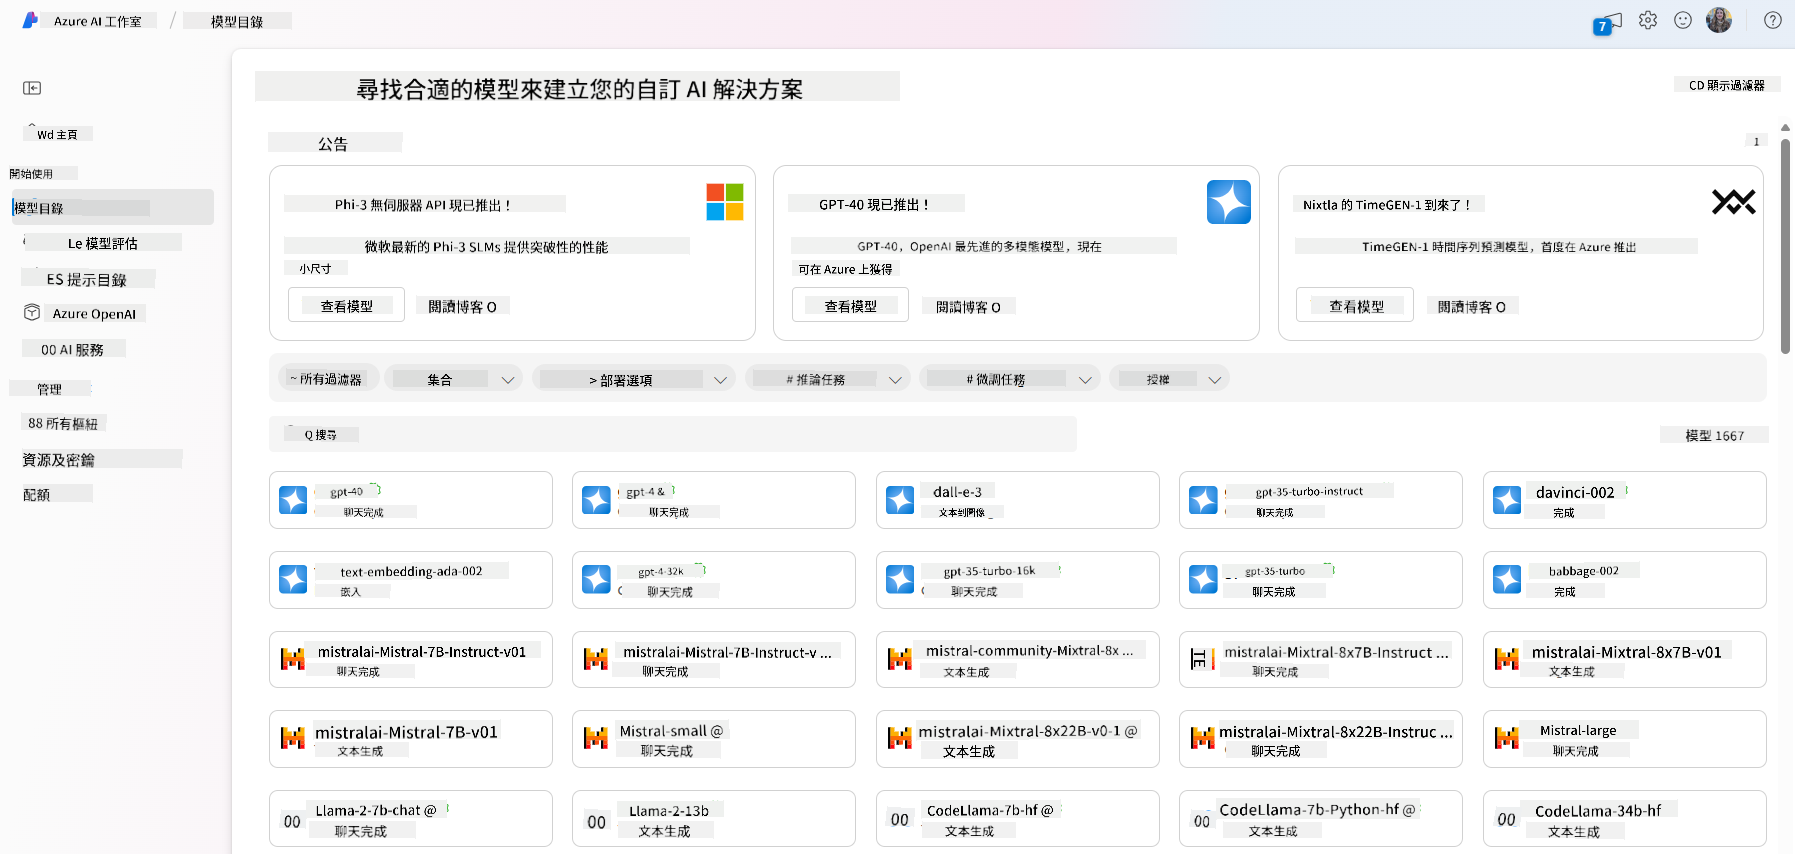 Azure AI 工作室 / 模型目錄
7
尋找合適的模型來建立您的自訂 AI 解決方案
CD 顯示過濾器
Wd 主頁
開始使用
模型目錄
Le 模型評估
ES 提示目錄
Azure OpenAI
00 AI 服務
管理
88 所有樞紐
資源及密鑰
配額
公告
1
Phi-3 無伺服器 API 現已推出！
微軟最新的 Phi-3 SLMs 提供突破性的性能
小尺寸
查看模型 閱讀博客 O
GPT-40 現已推出！
GPT-40，OpenAI 最先進的多模態模型，現在
可在 Azure 上獲得
查看模型 閱讀博客 O
Nixtla 的 TimeGEN-1 到來了！
TimeGEN-1 時間序列預測模型，首度在 Azure 推出
查看模型 閱讀博客 O
~ 所有過濾器 集合 > 部署選項 # 推論任務 # 微調任務 授權
Q 搜尋
模型 1667
gpt-40
聊天完成
gpt-4 &
聊天完成
dall-e-3
文本到圖像
gpt-35-turbo-instruct
聊天完成
davinci-002
完成
text-embedding-ada-002
嵌入
gpt-4-32k
聊天完成
gpt-35-turbo-16k
聊天完成
gpt-35-turbo
聊天完成
babbage-002
完成
mistralai-Mistral-7B-Instruct-v01
聊天完成
mistralai-Mistral-7B-Instruct-v ...
聊天完成
mistral-community-Mixtral-8x ...
文本生成
mistralai-Mixtral-8x7B-Instruct ...
聊天完成
mistralai-Mixtral-8x7B-v01
文本生成
mistralai-Mistral-7B-v01
文本生成
Mistral-small @
聊天完成
mistralai-Mixtral-8x22B-v0-1 @
文本生成
mistralai-Mixtral-8x22B-Instruc ...
聊天完成
Mistral-large
聊天完成
00
Llama-2-7b-chat @
聊天完成
00
Llama-2-13b
文本生成
00
CodeLlama-7b-hf @
文本生成
00
CodeLlama-7b-Python-hf @
文本生成
00
CodeLlama-34b-hf
文本生成